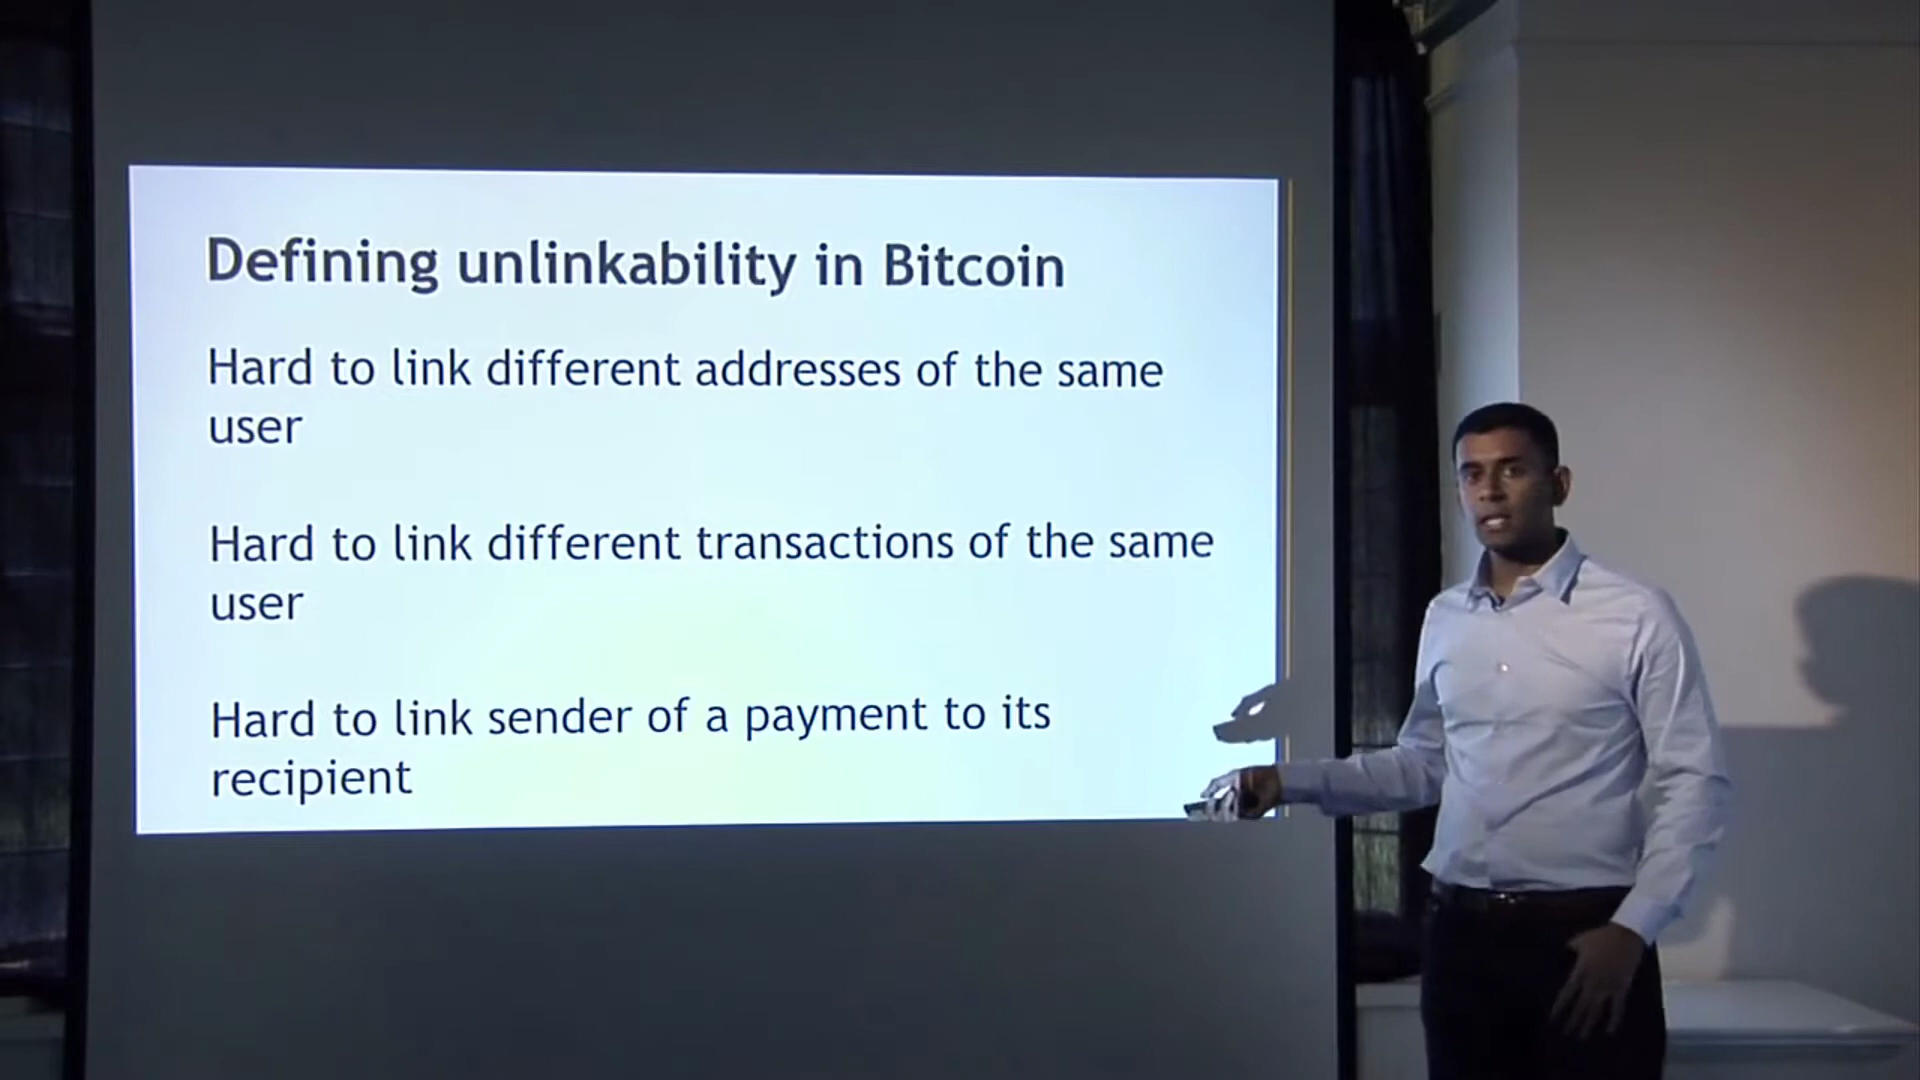 Defining unlinkability in Bitcoin
Hard to link different addresses of the same
user
Hard to link different transactions of the same
user
Hard to link sender of a payment to its
recipient